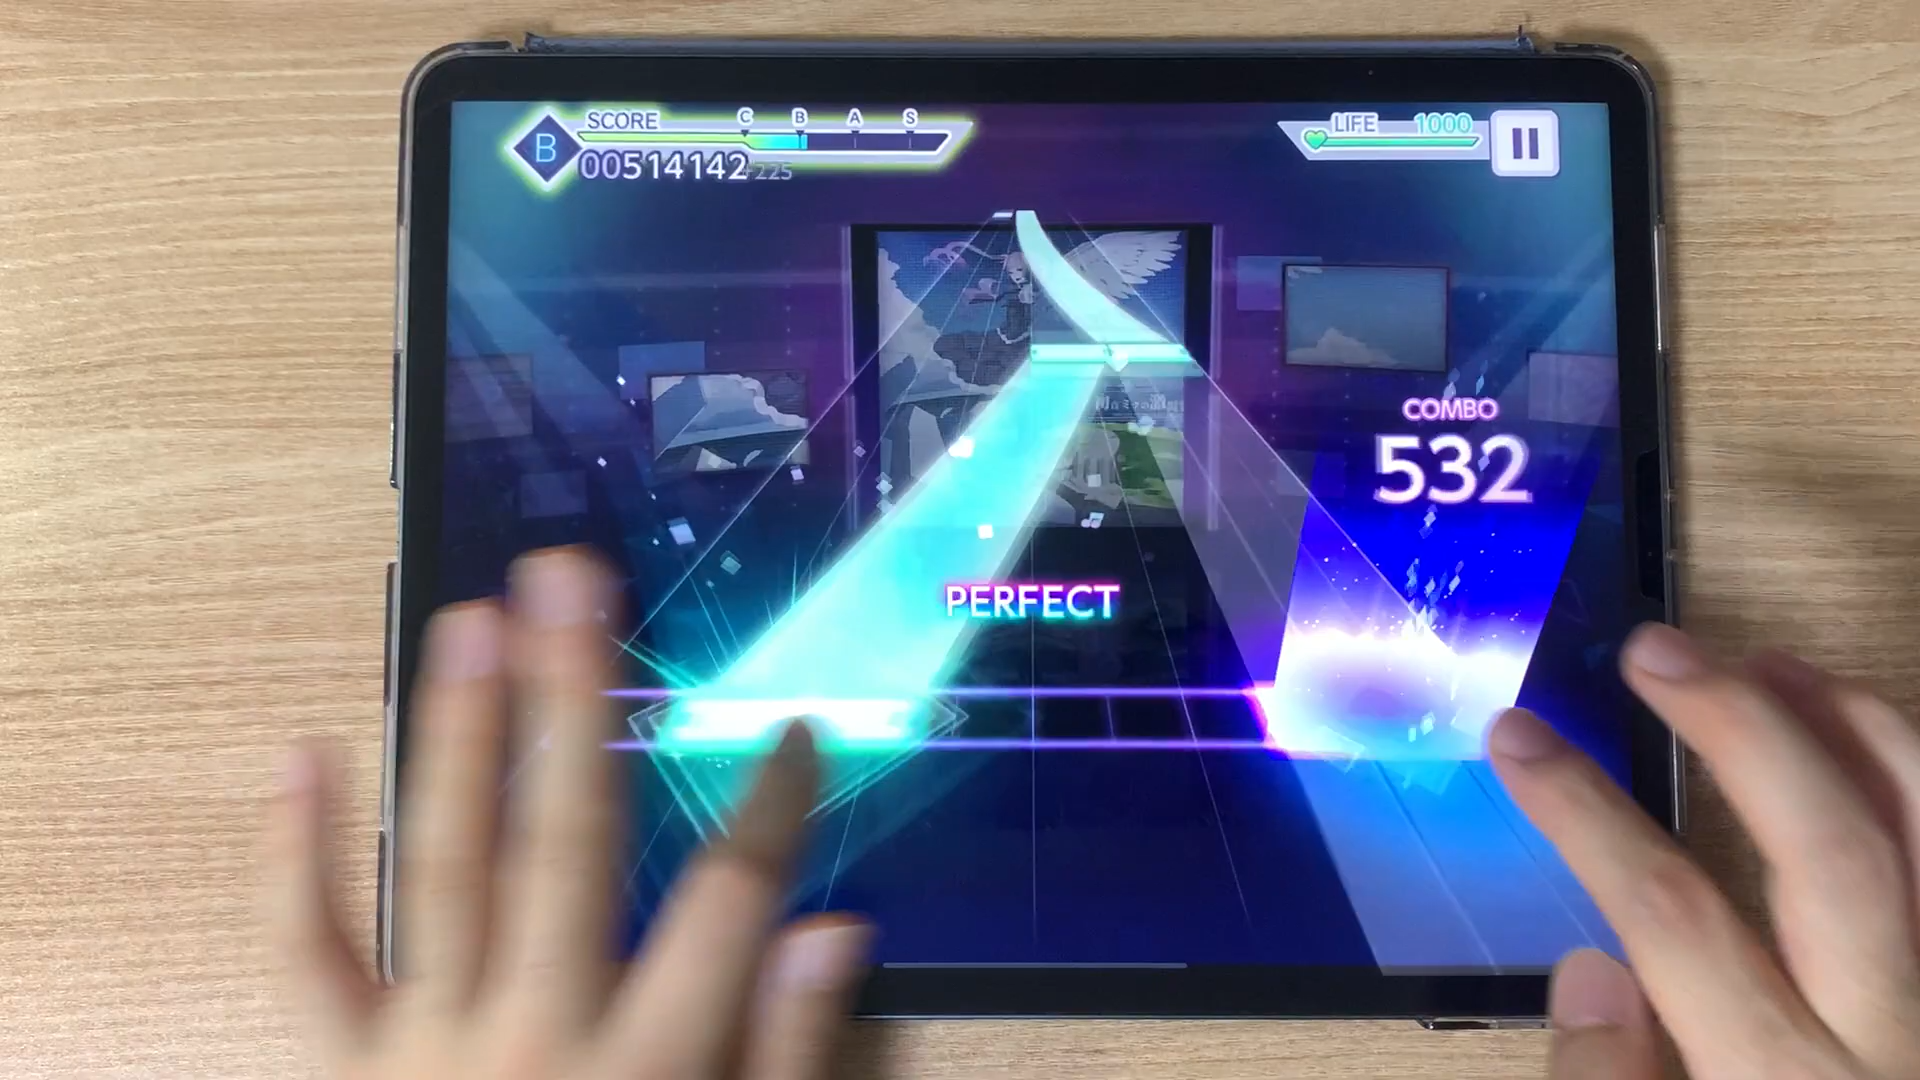 C B A S
SCORE
B
00514142 +225
LIFE 1000
COMBO
532
PERFECT